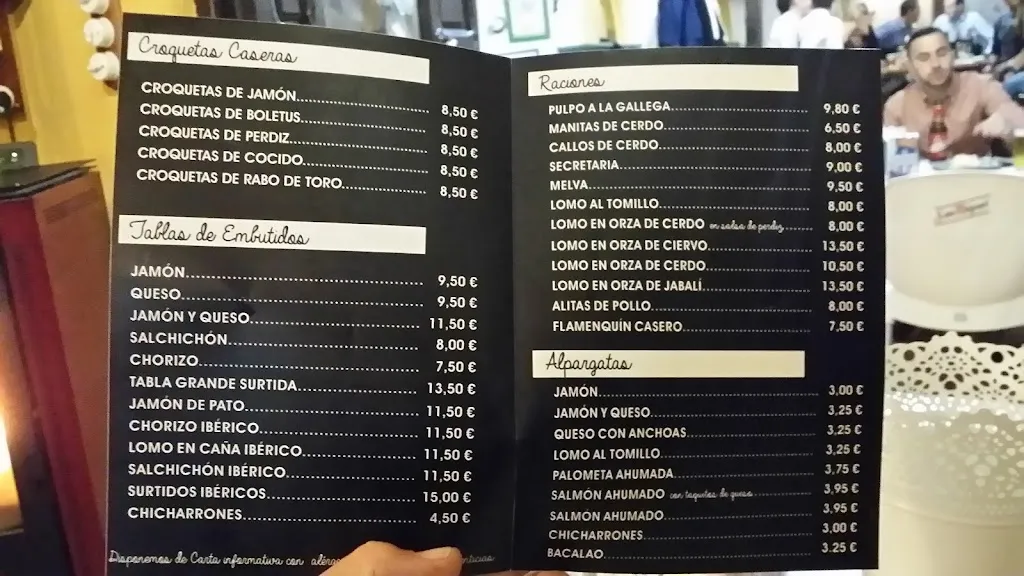 Croquetas Caseras
CROQUETAS DE JAMÓN 8,50 €
CROQUETAS DE BOLETUS 8,50 €
CROQUETAS DE PERDIZ 8,50 €
CROQUETAS DE COCIDO 8,50 €
CROQUETAS DE RABO DE TORO 8,50 €
Tablas de Embutidos
JAMÓN 9,50 €
QUESO 9,50 €
JAMÓN Y QUESO 11,50 €
SALCHICHÓN 8,00 €
CHORIZO 7,50 €
TABLA GRANDE SURTIDA 13,50 €
JAMÓN DE PATO 11,50 €
CHORIZO IBÉRICO 11,50 €
LOMO EN CAÑA IBÉRICO 11,50 €
SALCHICHÓN IBÉRICO 11,50 €
SURTIDOS IBÉRICOS 15,00 €
CHICHARRONES 4,50 €
Disponemos de Carta informativa con
Raciones
PULPO A LA GALLEGA 9,80 €
MANITAS DE CERDO 6,50 €
CALLOS DE CERDO 8,00 €
SECRETARIA 9,00 €
MELVA 9,50 €
LOMO AL TOMILLO 8,00 €
LOMO EN ORZA DE CERDO en salsa de perdiz 8,00 €
LOMO EN ORZA DE CIERVO 13,50 €
LOMO EN ORZA DE CERDO 10,50 €
LOMO EN ORZA DE JABALÍ 13,50 €
ALITAS DE POLLO 8,00 €
FLAMENQUÍN CASERO 7,50 €
Alpargatas
JAMÓN 3,00 €
JAMÓN Y QUESO 3,25 €
QUESO CON ANCHOAS 3,25 €
LOMO AL TOMILLO 3,25 €
PALOMETA AHUMADA 3,75 €
SALMÓN AHUMADO con taquitos de queso 3,95 €
SALMÓN AHUMADO 3,95 €
CHICHARRONES 3,00 €
BACALAO 3.25 €